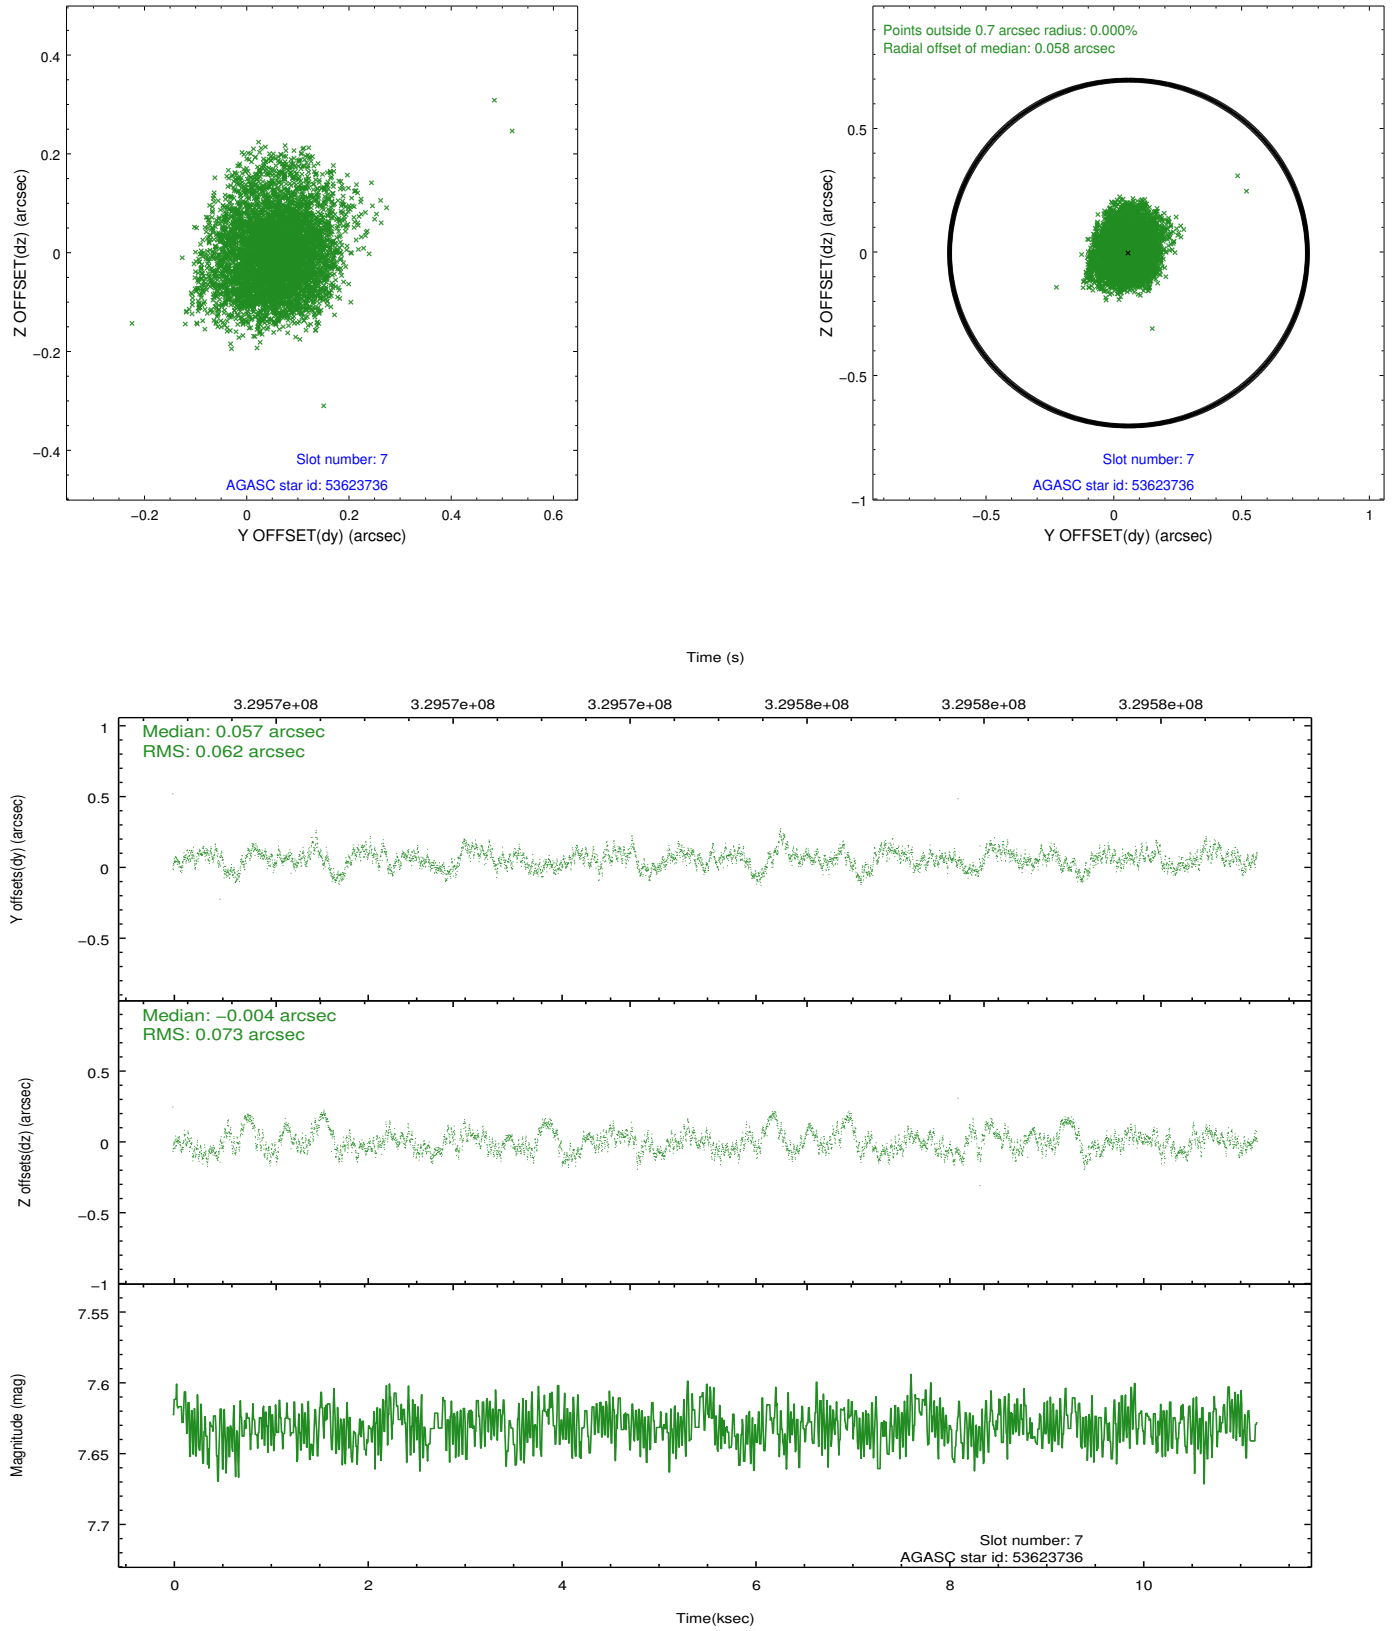 0.4
0.2
0
−0.2
−0.4
Z OFFSET(dz) (arcsec)
−0.2
0
0.2
0.4
0.6
Y OFFSET(dy) (arcsec)
Slot number: 7
AGASC star id: 53623736
Points outside 0.7 arcsec radius: 0.000%
Radial offset of median: 0.058 arcsec
0.5
0
−0.5
−1
Z OFFSET(dz) (arcsec)
−0.5
0
0.5
1
Y OFFSET(dy) (arcsec)
Slot number: 7
AGASC star id: 53623736
Time (s)
3.2957e+08
3.2957e+08
3.2957e+08
3.2958e+08
3.2958e+08
3.2958e+08
Median: 0.057 arcsec
RMS: 0.062 arcsec
1
0.5
0
−0.5
Y offsets(dy) (arcsec)
Median: −0.004 arcsec
RMS: 0.073 arcsec
0.5
0
−0.5
−1
Z offsets(dz) (arcsec)
7.55
7.6
7.65
7.7
Magnitude (mag)
Slot number: 7
AGASC star id: 53623736
0
2
4
6
8
10
Time(ksec)